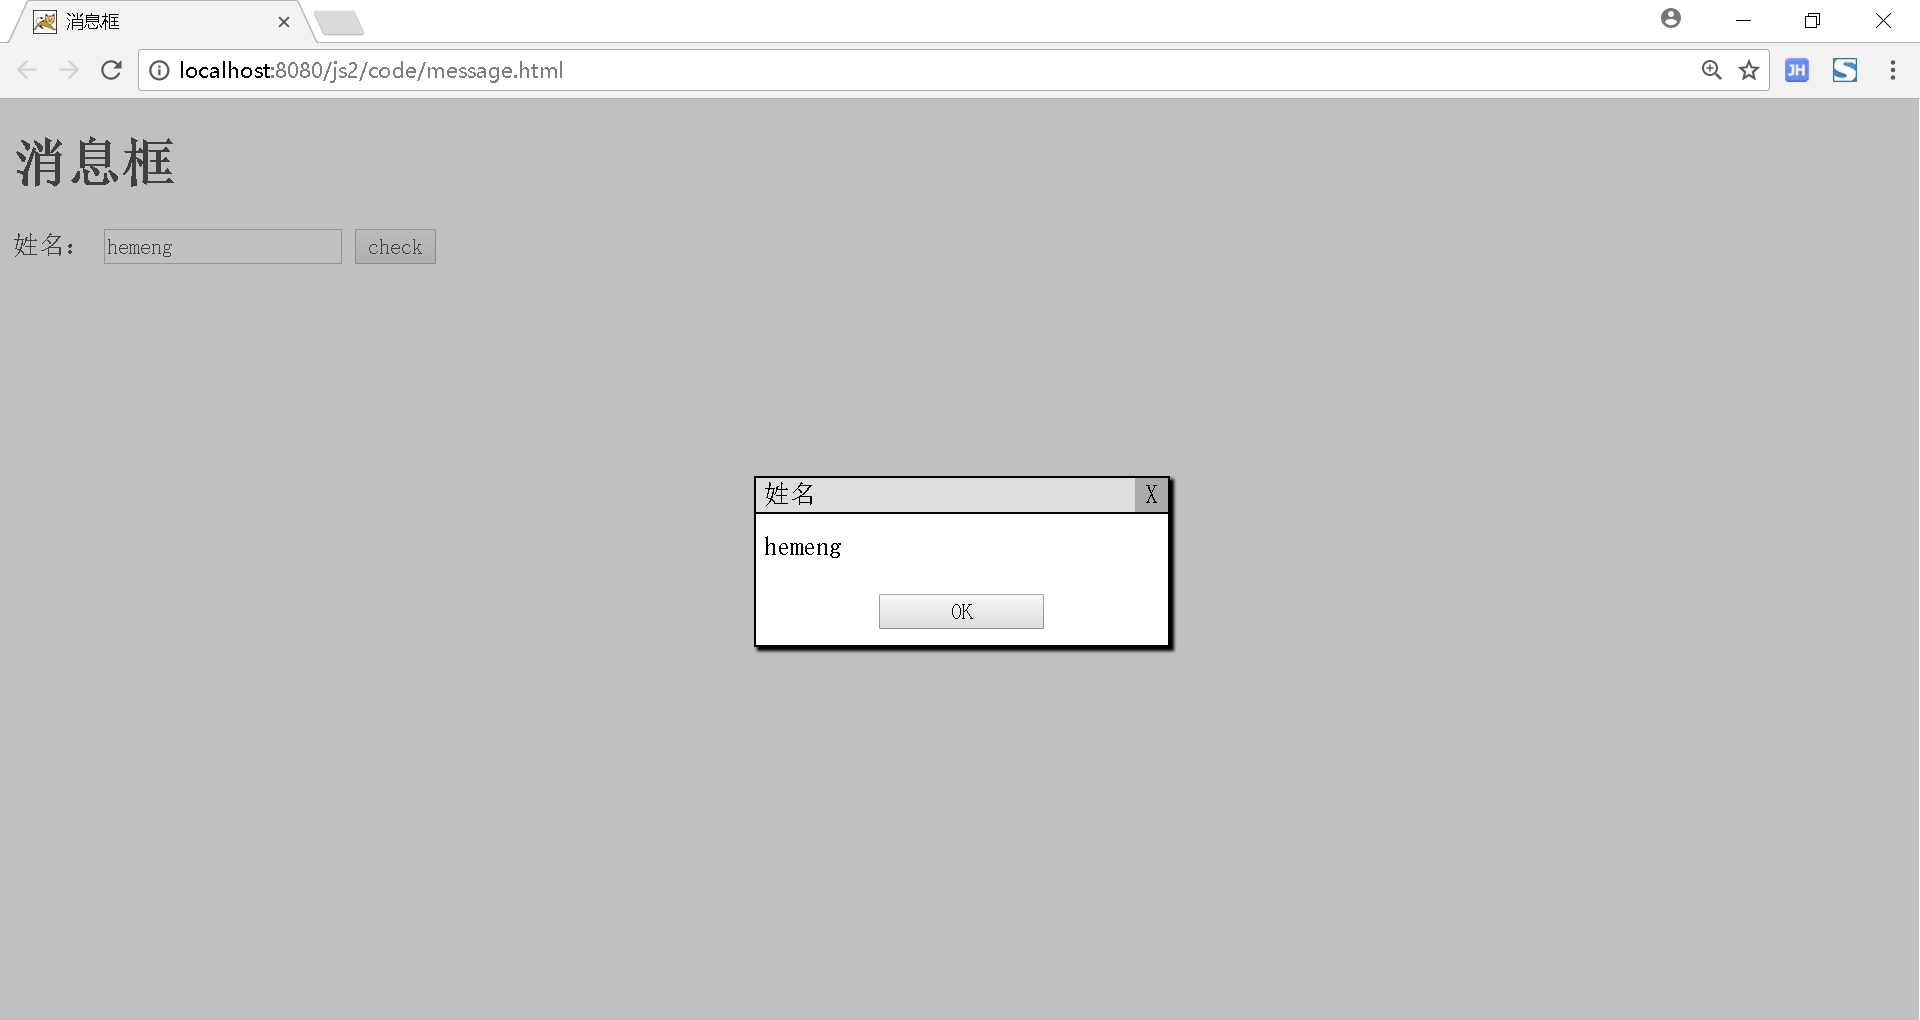 消息框
localhost:8080/js2/code/message.html
JH
S
消息框
姓名： hemeng check
姓名 X
hemeng
OK